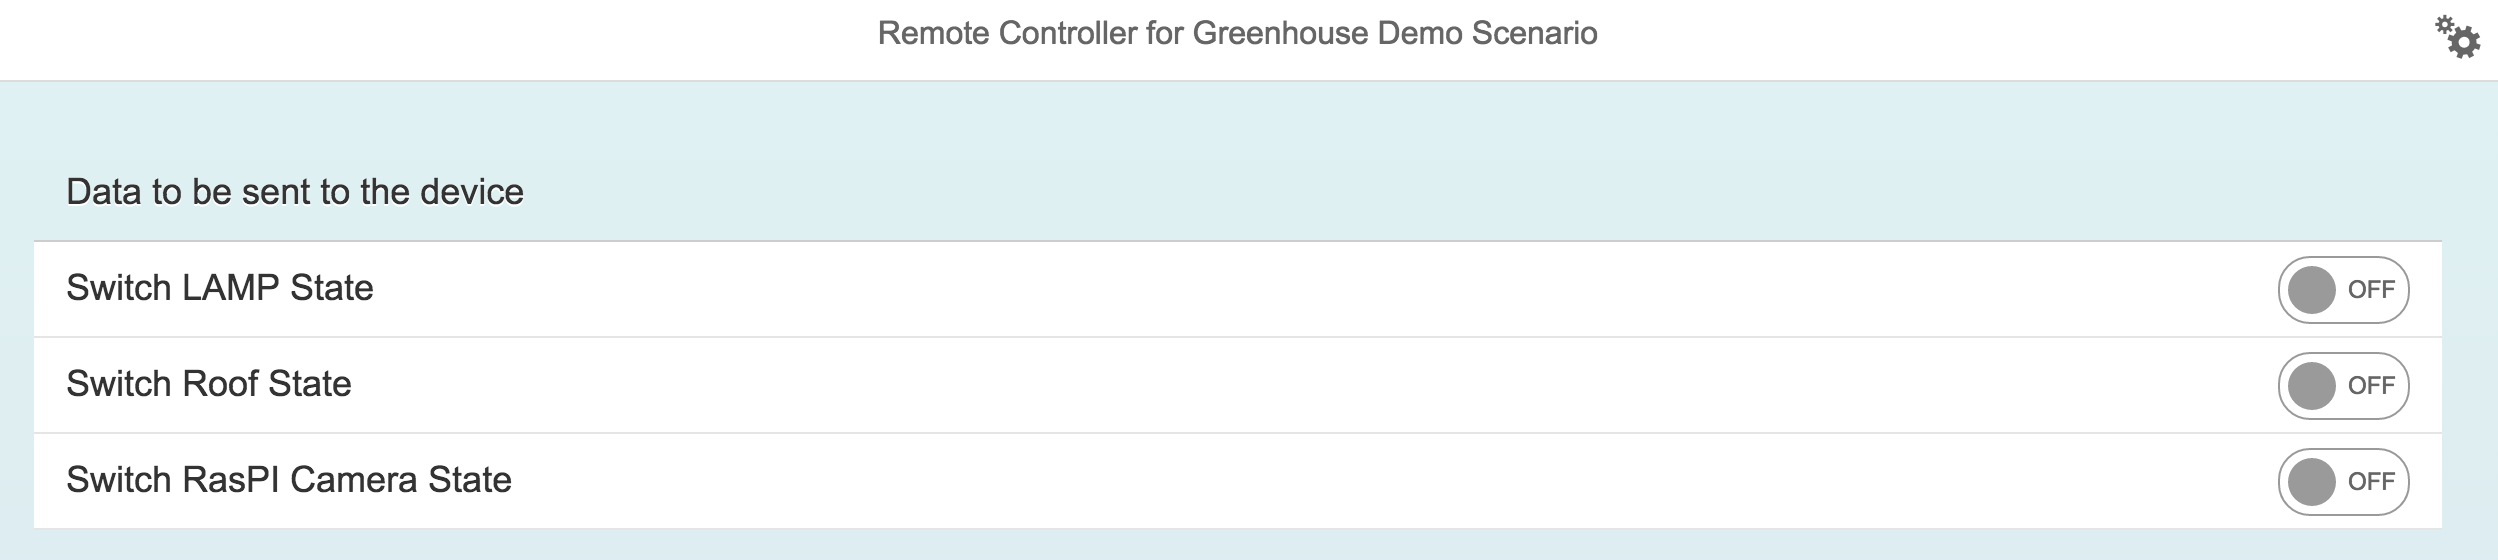 Remote Controller for Greenhouse Demo Scenario
Data to be sent to the device
Switch LAMP State OFF
Switch Roof State OFF
Switch RasPI Camera State OFF